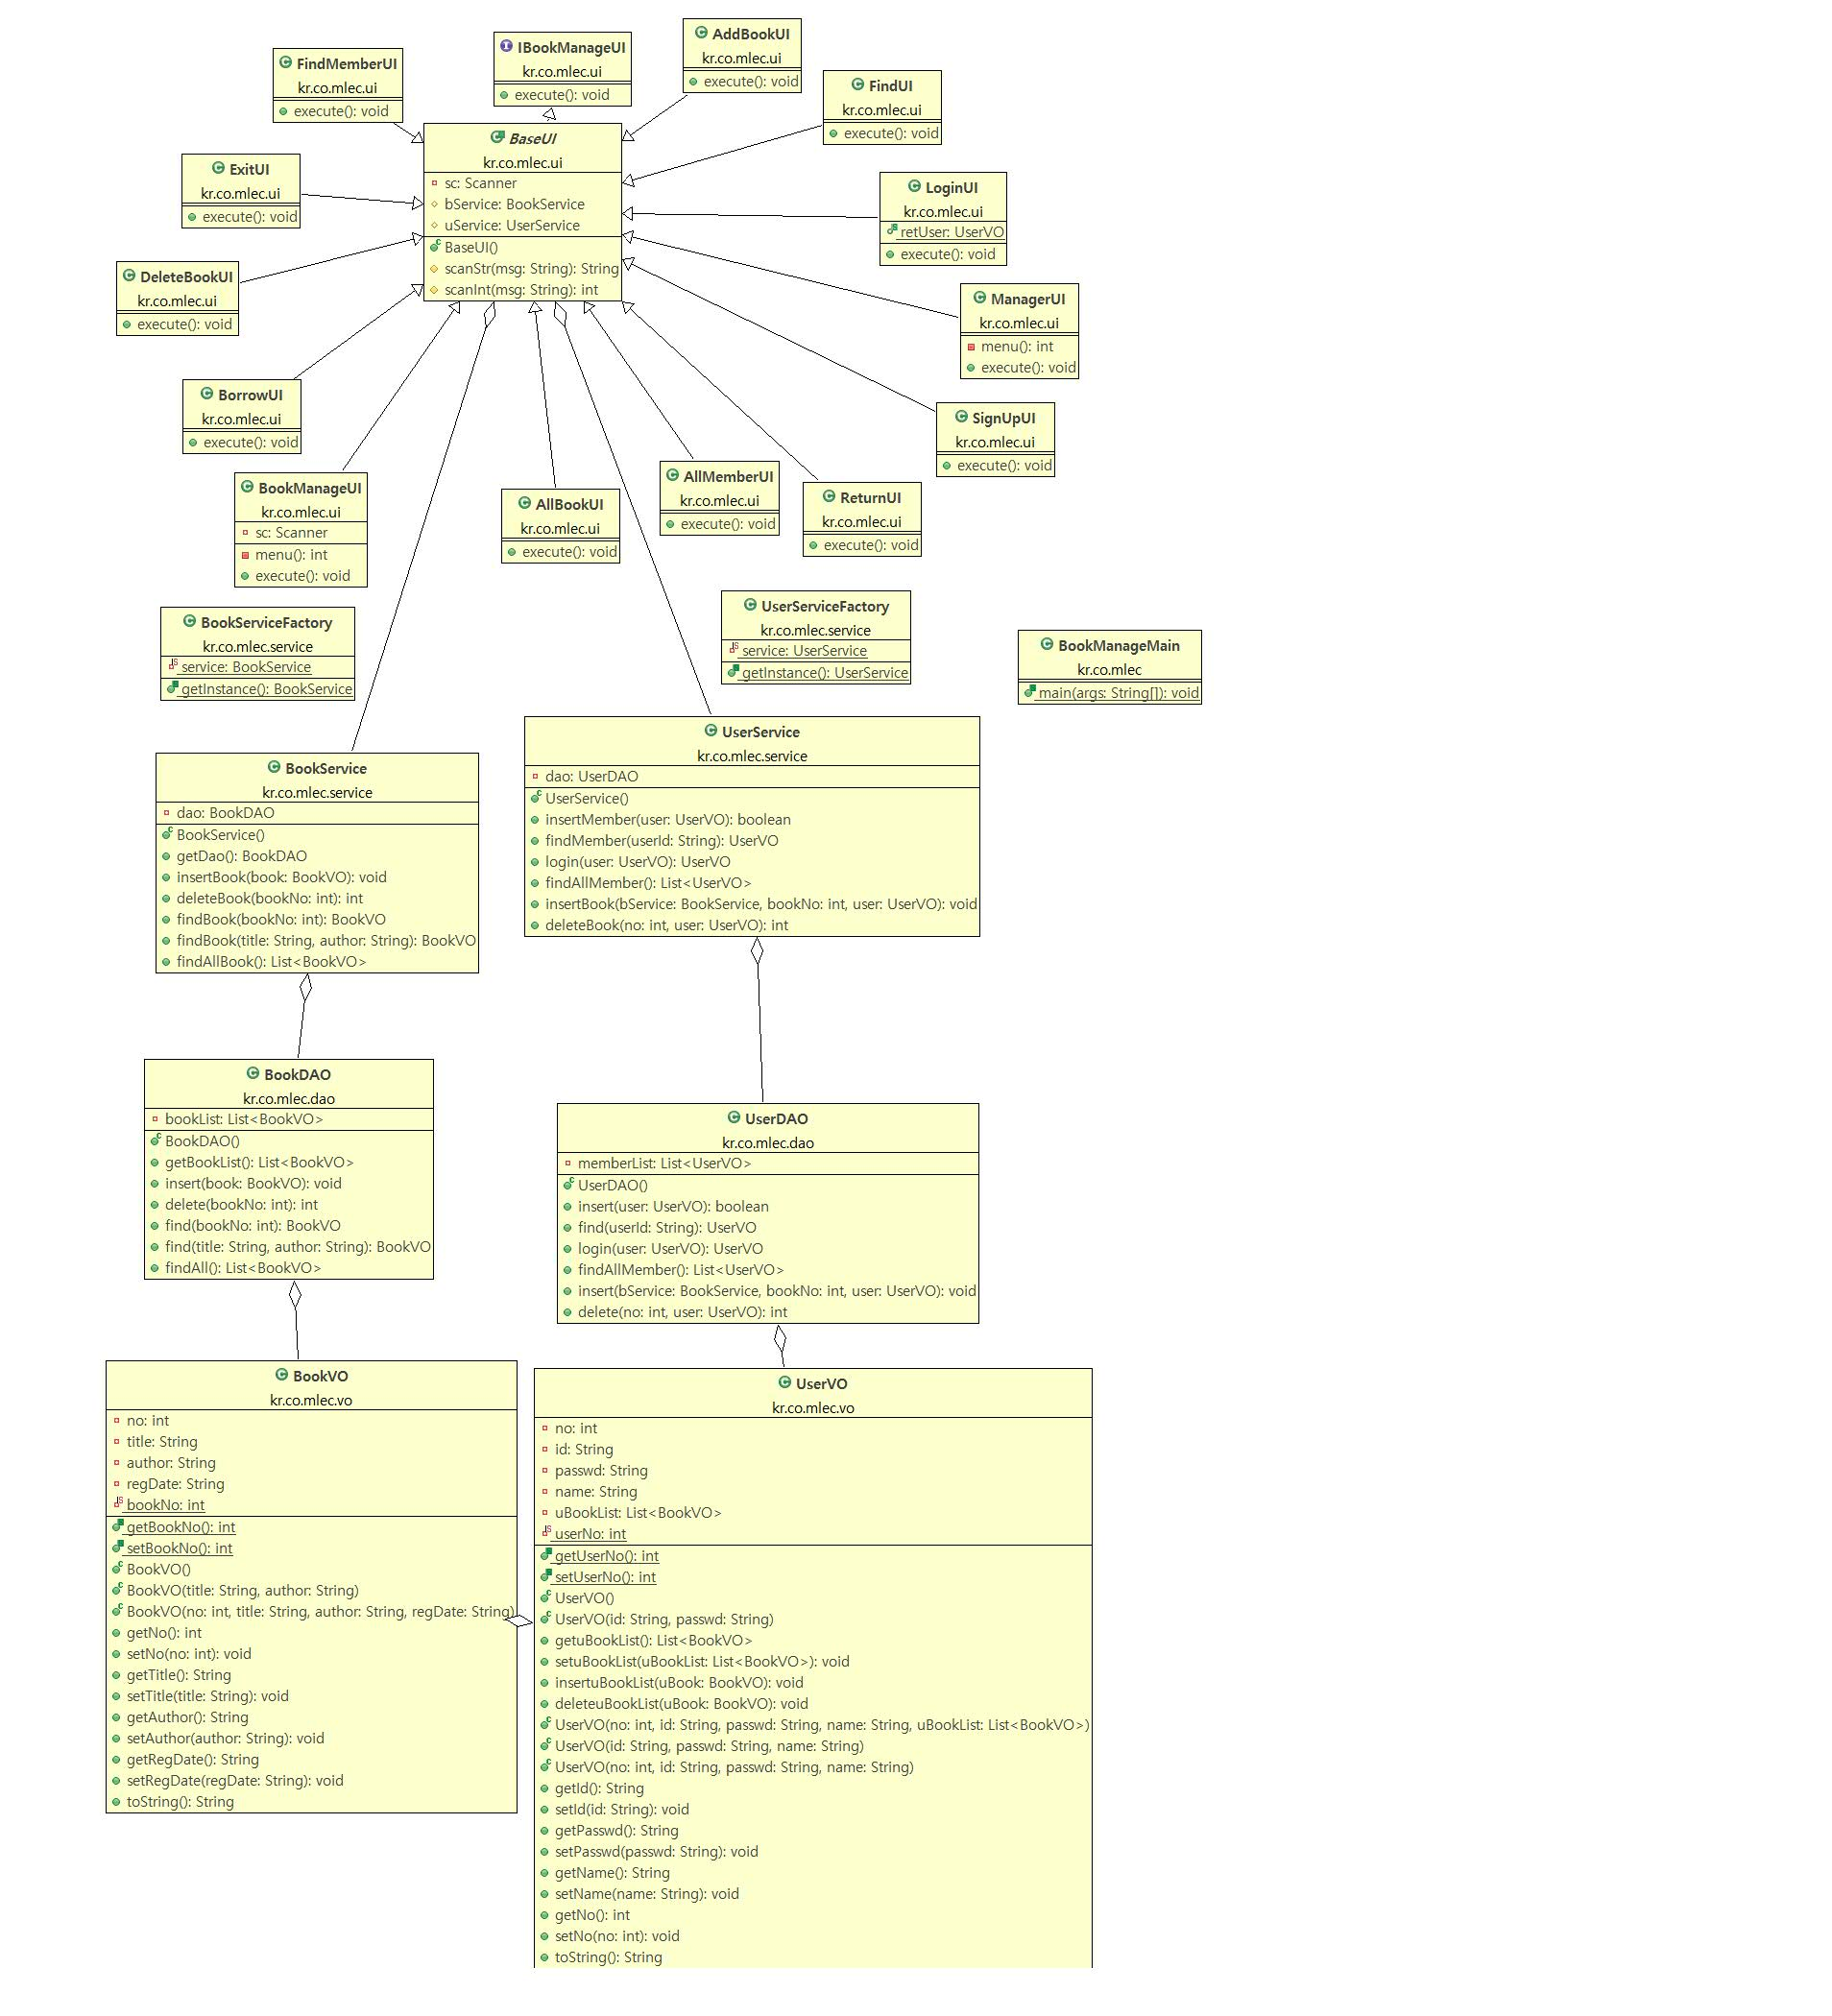 FindMemberUI
kr.co.mlec.ui
execute(): void
IBookManageUI
kr.co.mlec.ui
execute(): void
AddBookUI
kr.co.mlec.ui
execute(): void
FindUI
kr.co.mlec.ui
execute(): void
BaseUI
kr.co.mlec.ui
sc: Scanner
bService: BookService
uService: UserService
BaseUI()
scanStr(msg: String): String
scanInt(msg: String): int
ExitUI
kr.co.mlec.ui
execute(): void
LoginUI
kr.co.mlec.ui
retUser: UserVO
execute(): void
DeleteBookUI
kr.co.mlec.ui
execute(): void
ManagerUI
kr.co.mlec.ui
menu(): int
execute(): void
BorrowUI
kr.co.mlec.ui
execute(): void
SignUpUI
kr.co.mlec.ui
execute(): void
BookManageUI
kr.co.mlec.ui
sc: Scanner
menu(): int
execute(): void
AllBookUI
kr.co.mlec.ui
execute(): void
AllMemberUI
kr.co.mlec.ui
execute(): void
ReturnUI
kr.co.mlec.ui
execute(): void
BookServiceFactory
kr.co.mlec.service
service: BookService
getInstance(): BookService
UserServiceFactory
kr.co.mlec.service
service: UserService
getInstance(): UserService
BookManageMain
kr.co.mlec
main(args: String[]): void
BookService
kr.co.mlec.service
dao: BookDAO
BookService()
getDao(): BookDAO
insertBook(book: BookVO): void
deleteBook(bookNo: int): int
findBook(bookNo: int): BookVO
findBook(title: String, author: String): BookVO
findAllBook(): List<BookVO>
UserService
kr.co.mlec.service
dao: UserDAO
UserService()
insertMember(user: UserVO): boolean
findMember(userId: String): UserVO
login(user: UserVO): UserVO
findAllMember(): List<UserVO>
insertBook(bService: BookService, bookNo: int, user: UserVO): void
deleteBook(no: int, user: UserVO): int
BookDAO
kr.co.mlec.dao
bookList: List<BookVO>
BookDAO()
getBookList(): List<BookVO>
insert(book: BookVO): void
delete(bookNo: int): int
find(bookNo: int): BookVO
find(title: String, author: String): BookVO
findAll(): List<BookVO>
UserDAO
kr.co.mlec.dao
memberList: List<UserVO>
UserDAO()
insert(user: UserVO): boolean
find(userId: String): UserVO
login(user: UserVO): UserVO
findAllMember(): List<UserVO>
insert(bService: BookService, bookNo: int, user: UserVO): void
delete(no: int, user: UserVO): int
BookVO
kr.co.mlec.vo
no: int
title: String
author: String
regDate: String
bookNo: int
getBookNo(): int
setBookNo(): int
BookVO()
BookVO(title: String, author: String)
BookVO(no: int, title: String, author: String, regDate: String)
getNo(): int
setNo(no: int): void
getTitle(): String
setTitle(title: String): void
getAuthor(): String
setAuthor(author: String): void
getRegDate(): String
setRegDate(regDate: String): void
toString(): String
UserVO
kr.co.mlec.vo
no: int
id: String
passwd: String
name: String
uBookList: List<BookVO>
userNo: int
getUserNo(): int
setUserNo(): int
UserVO()
UserVO(id: String, passwd: String)
getuBookList(): List<BookVO>
setuBookList(uBookList: List<BookVO>): void
insertuBookList(uBook: BookVO): void
deleteuBookList(uBook: BookVO): void
UserVO(no: int, id: String, passwd: String, name: String, uBookList: List<BookVO>)
UserVO(id: String, passwd: String, name: String)
UserVO(no: int, id: String, passwd: String, name: String)
getId(): String
setId(id: String): void
getPasswd(): String
setPasswd(passwd: String): void
getName(): String
setName(name: String): void
getNo(): int
setNo(no: int): void
toString(): String